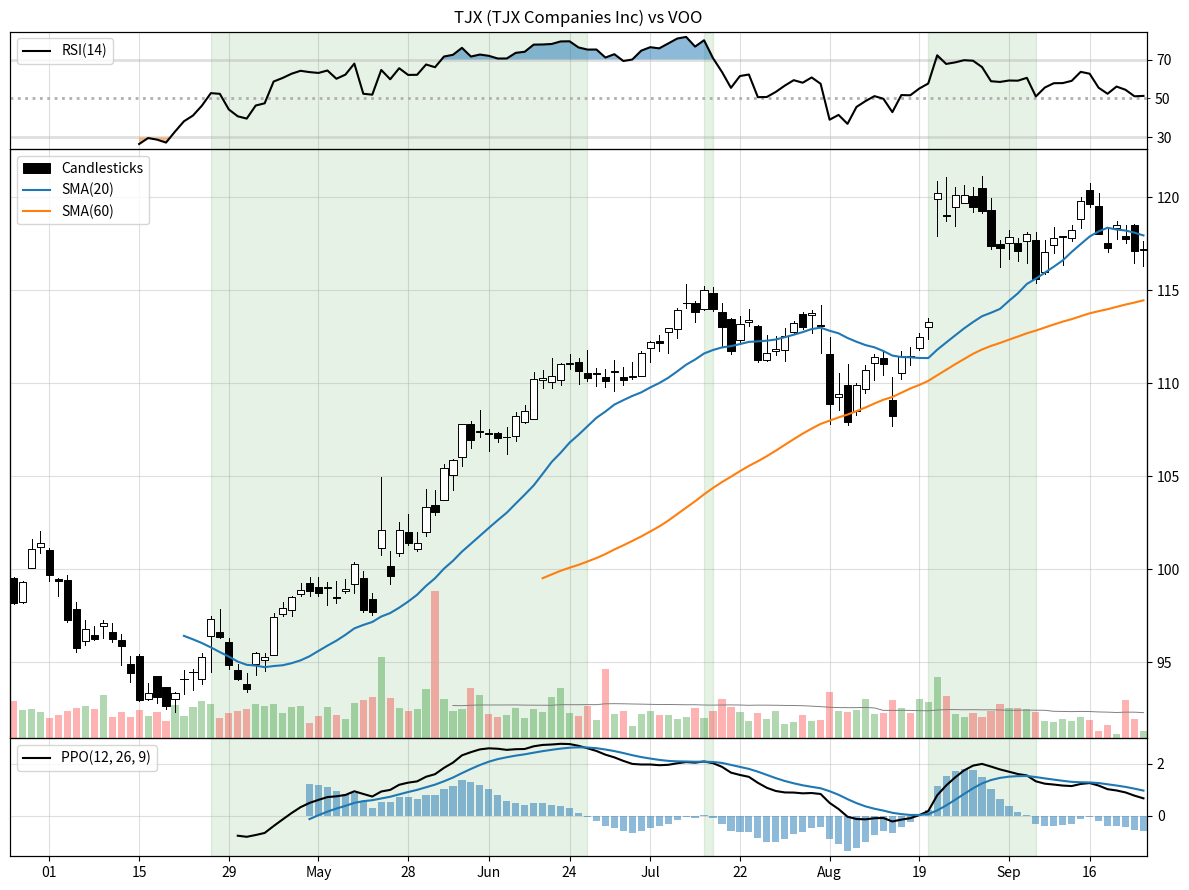 TJX (TJX Companies Inc) vs VOO
RSI(14)
70
50
30
Candlesticks
SMA(20)
SMA(60)
120
115
110
105
100
95
PPO(12, 26, 9)
2
0
01 15 29 May 28 Jun 24 Jul 22 Aug 19 Sep 16